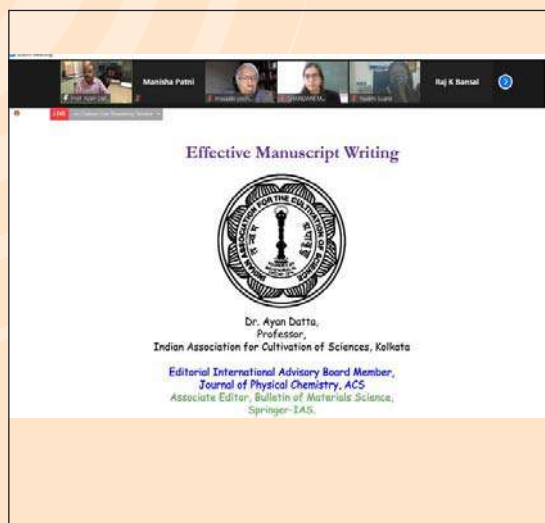 Manisha Patni
Raj K Bansal
LIVE
Effective Manuscript Writing
INDIAN ASSOCIATION FOR THE CULTIVATION OF SCIENCE
Dr. Ayan Datta,
Professor,
Indian Association for Cultivation of Sciences, Kolkata
Editorial International Advisory Board Member,
Journal of Physical Chemistry, ACS
Associate Editor, Bulletin of Materials Science,
Springer-IAS.